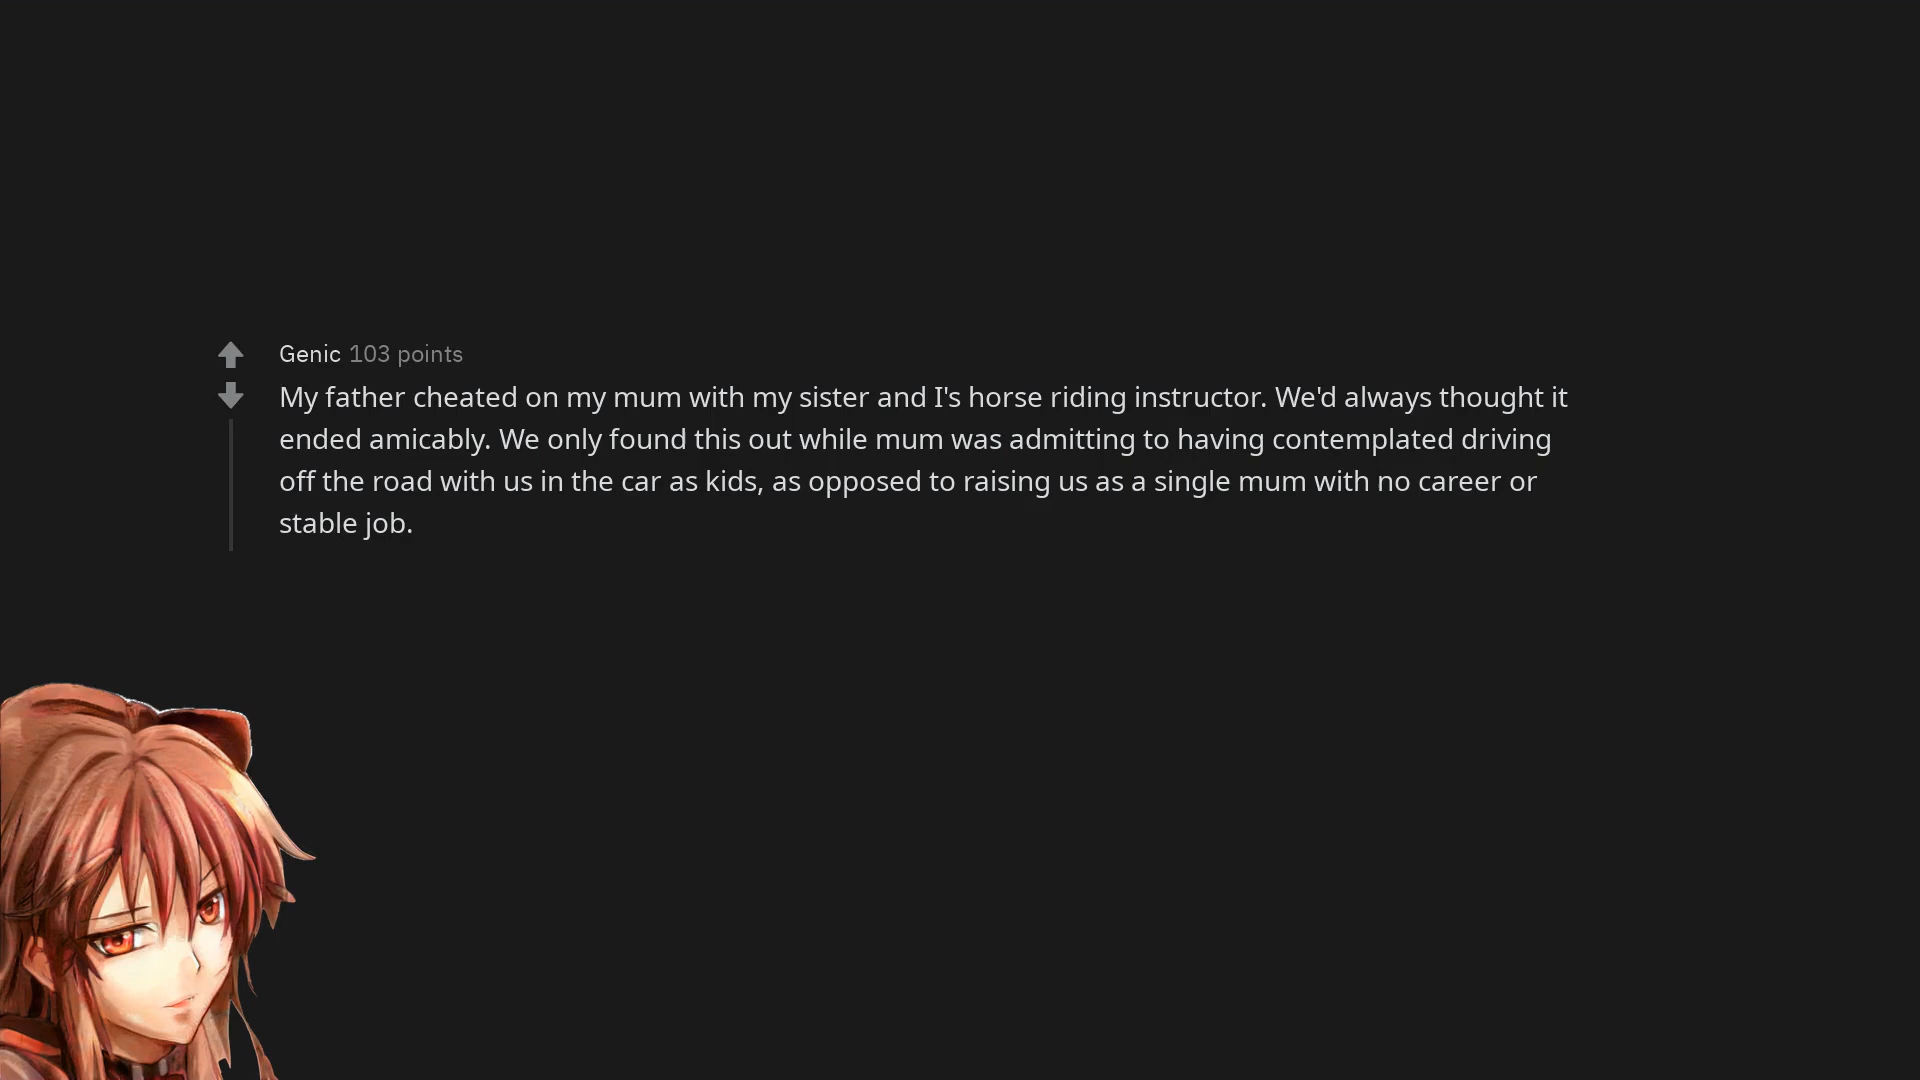 Genic 103 points
My father cheated on my mum with my sister and I's horse riding instructor. We'd always thought it
ended amicably. We only found this out while mum was admitting to having contemplated driving
off the road with us in the car as kids, as opposed to raising us as a single mum with no career or
stable job.